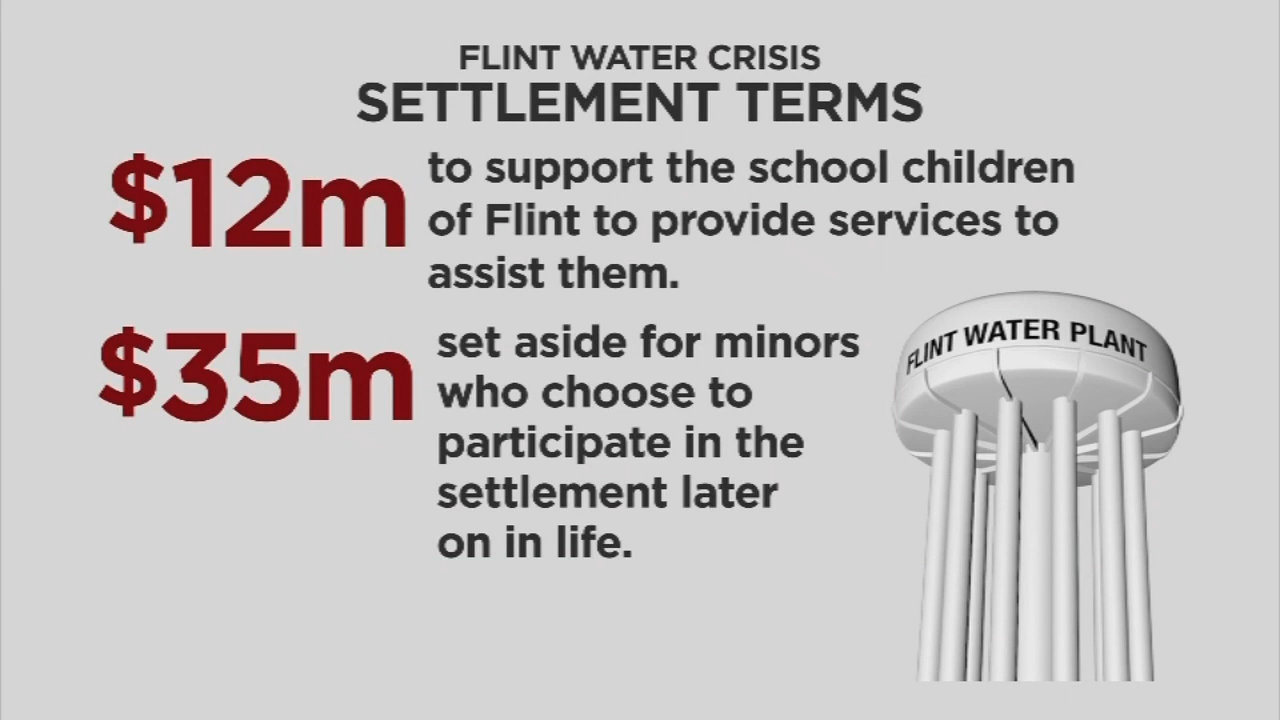 FLINT WATER CRISIS
SETTLEMENT TERMS
$12m
to support the school children
of Flint to provide services to
assist them.
$35m
set aside for minors
who choose to
participate in the
settlement later
on in life.
FLINT WATER PLANT